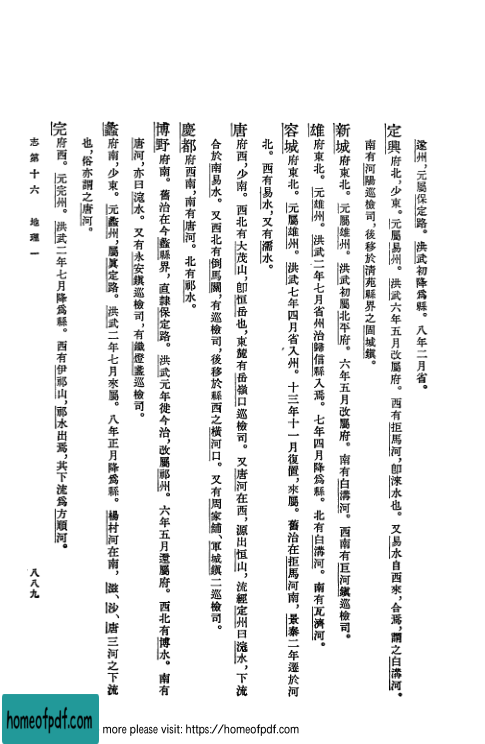 遂州，元屬保定路。洪武初降爲縣。八年二月省。
定興府北，少東。元屬易州。洪武六年五月改屬府。西有拒馬河，卽淶水也。又易水自西來，合焉，謂之白溝河。
南有河陽巡檢司，後移於清苑縣界之固城鎮。
新城府東北。元屬雄州。洪武初屬北平府。六年五月改屬府。南有白溝河。西南有巨河鎮巡檢司。
雄府東北。元雄州。洪武二年七月省州治歸信縣入焉。七年四月降爲縣。北有白溝河。南有瓦濟河。
容城府東北。元屬雄州。洪武七年四月省入州。十三年十一月復置，來屬。舊治在拒馬河南，景泰二年遷於河
北。西有易水，又有濡水。
唐府西，少南。西北有大茂山，卽恒岳也，東麓有岳嶺口巡檢司。又唐河在西，源出恒山，流經定州曰滱水，下流
合於南易水。又西北有倒馬關，有巡檢司，後移於縣西之橫河口。又有周家鋪、軍城鎮二巡檢司。
慶都府西南，南有唐河。北有祁水。
博野府南。舊治在今蠡縣界，直隸保定路。洪武元年徙今治，改屬祁州。六年五月還屬府。西北有博水。南有
唐河，亦曰滱水。又有永安鎮巡檢司，有鐵燈盞巡檢司。
蠡府南，少東。元蠡州，屬眞定路。洪武二年七月來屬。八年正月降爲縣。楊村河在南，滋、沙、唐三河之下流
也，俗亦謂之唐河。
完府西。元完州。洪武二年七月降爲縣。西有伊祁山，祁水出焉，其下流爲方順河。
志第十六 地理一
八八九
homeofpdf.com
more please visit: https://homeofpdf.com